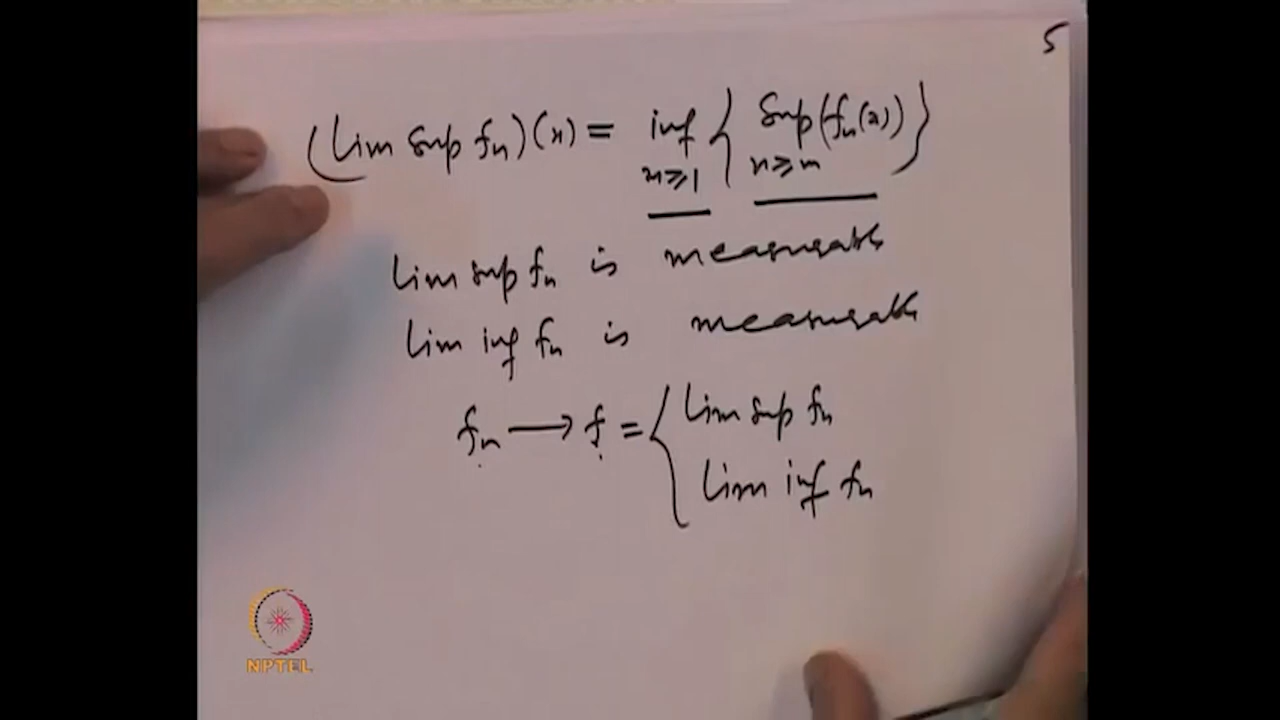 5
(lim sup fn)(x) = inf { sup (fn(x)) }
m≥1 n≥m
lim sup fn is measurable
lim inf fn is measurable
fn → f = { lim sup fn
lim inf fn
NPTEL